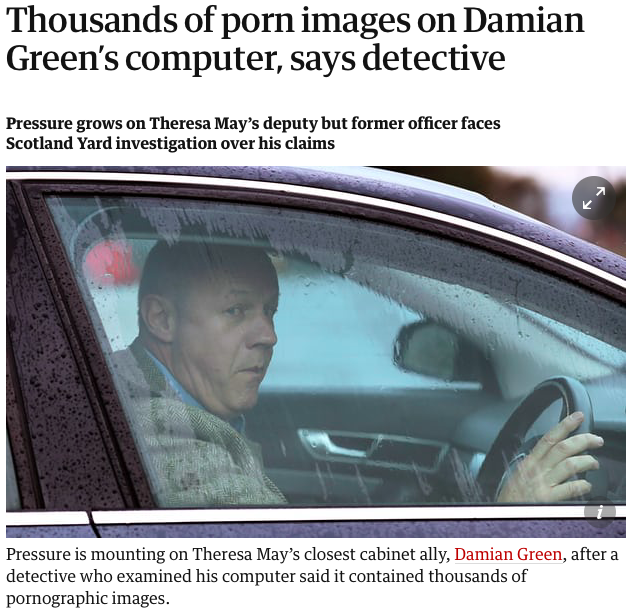 Thousands of porn images on Damian
Green's computer, says detective
Pressure grows on Theresa May's deputy but former officer faces
Scotland Yard investigation over his claims
i
Pressure is mounting on Theresa May's closest cabinet ally, Damian Green, after a
detective who examined his computer said it contained thousands of
pornographic images.